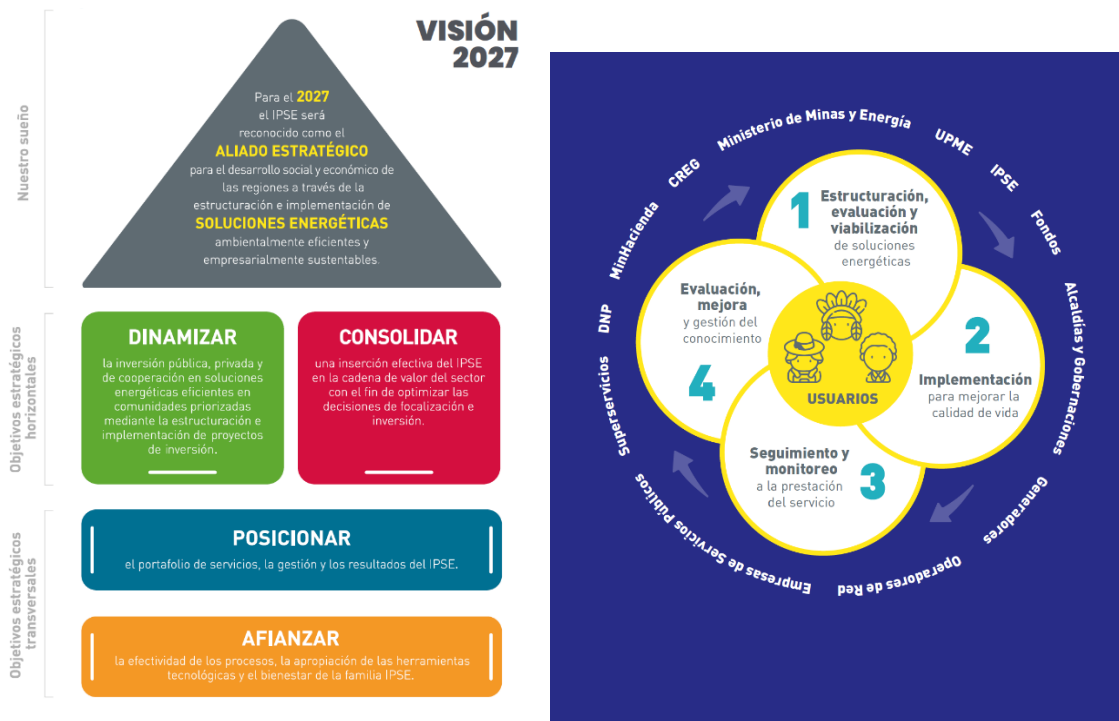 VISIÓN
2027
Nuestro sueño
Para el 2027
el IPSE será
reconocido como el
ALIADO ESTRATÉGICO
para el desarrollo social y económico de
las regiones a través de la
estructuración e implementación de
SOLUCIONES ENERGÉTICAS
ambientalmente eficientes y
empresarialmente sustentables.
Objetivos estratégicos
horizontales
DINAMIZAR
la inversión pública, privada y
de cooperación en soluciones
energéticas eficientes en
comunidades priorizadas
mediante la estructuración e
implementación de proyectos
de inversión.
CONSOLIDAR
una inserción efectiva del IPSE
en la cadena de valor del sector
con el fin de optimizar las
decisiones de focalización e
inversión.
Objetivos estratégicos
transversales
POSICIONAR
el portafolio de servicios, la gestión y los resultados del IPSE.
AFIANZAR
la efectividad de los procesos, la apropiación de las herramientas
tecnológicas y el bienestar de la familia IPSE.
Ministerio de Minas y Energía
UPME
IPSE
Fondos
Alcaldías y Gobernaciones
Generadores
Operadores de Red
Empresas de Servicios Públicos
Superservicios
DNP
MinHacienda
CREG
1
Estructuración,
evaluación y
viabilización
de soluciones
energéticas
2
Implementación
para mejorar la
calidad de vida
Seguimiento y
monitoreo
a la prestación
del servicio
3
Evaluación,
mejora
y gestión del
conocimiento
4
USUARIOS